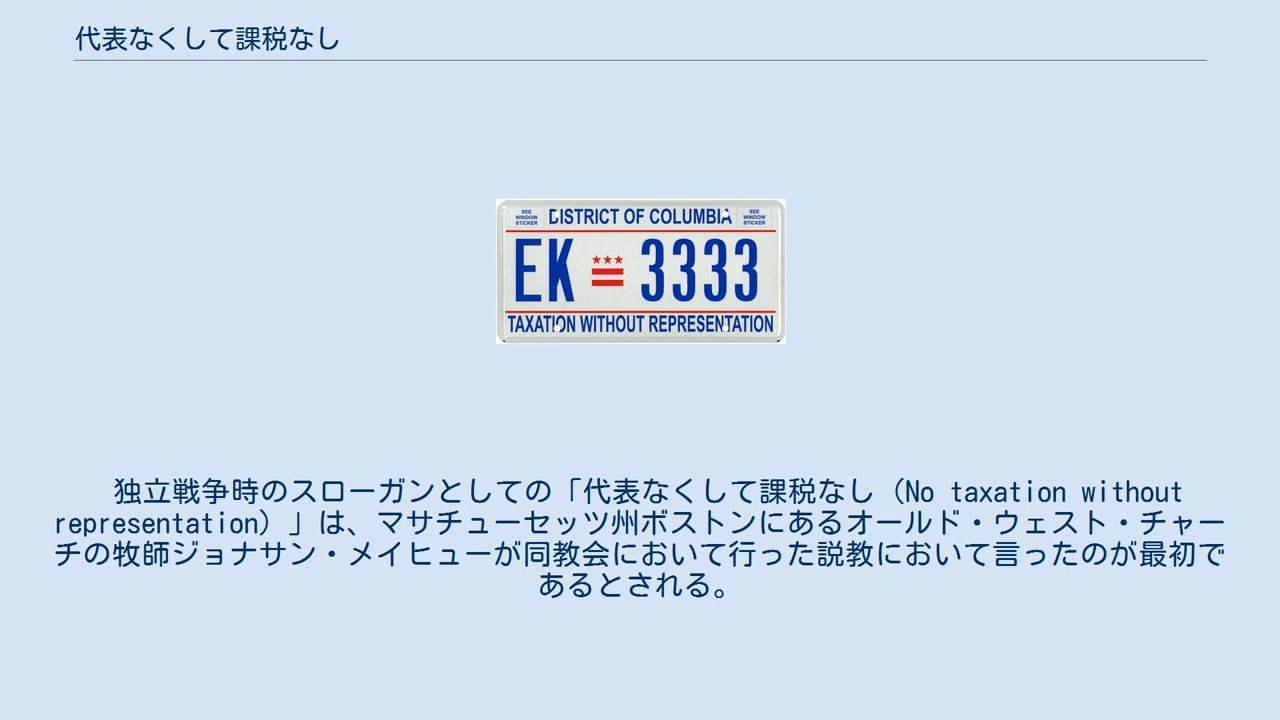 代表なくして課税なし
SEE WINDOW STICKER
DISTRICT OF COLUMBIA
SEE WINDOW STICKER
EK 3333
TAXATION WITHOUT REPRESENTATION
独立戦争時のスローガンとしての「代表なくして課税なし（No taxation without
representation）」は、マサチューセッツ州ボストンにあるオールド・ウェスト・チャー
チの牧師ジョナサン・メイヒューが同教会において行った説教において言ったのが最初で
あるとされる。